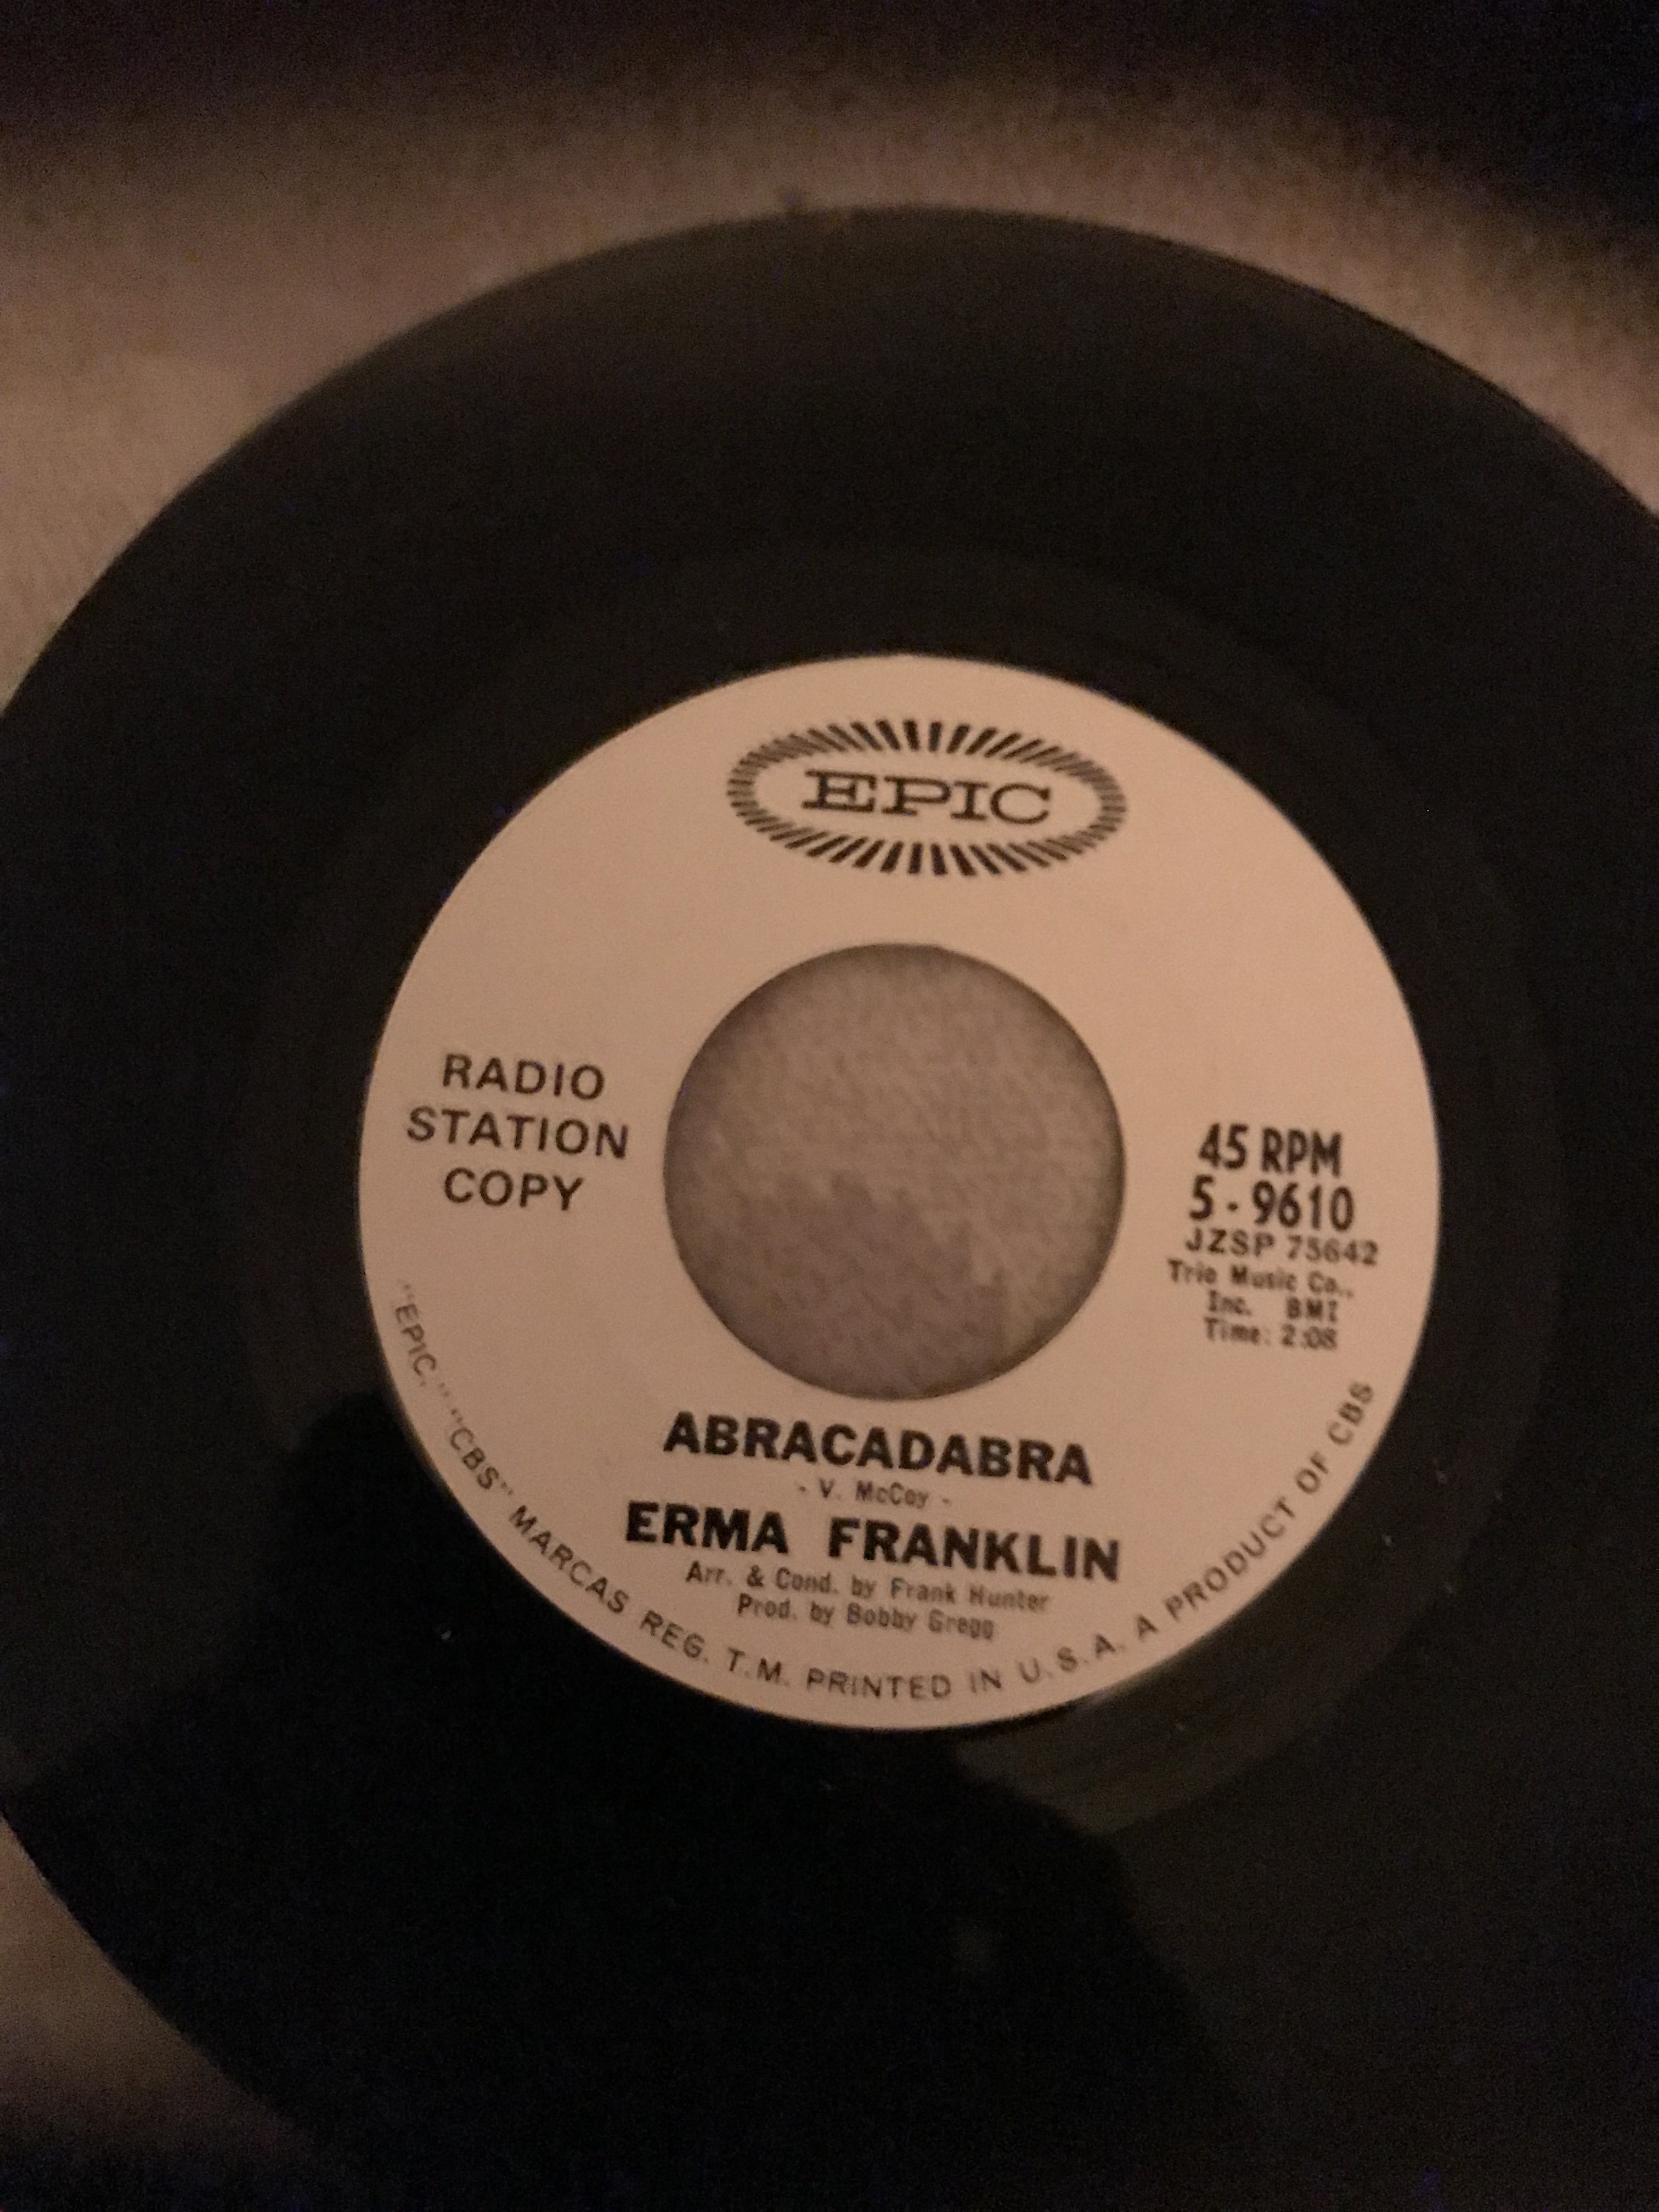 EPIC
RADIO
STATION
COPY
45 RPM
5 - 9610
JZSP 75642
Trio Music Co.,
Inc. BMI
Time: 2:08
ABRACADABRA
- V. McCoy -
ERMA FRANKLIN
Arr. & Cond. by Frank Hunter
Prod. by Bobby Gregg
"EPIC," "CBS" MARCAS REG. T.M. PRINTED IN U.S.A. A PRODUCT OF CBS